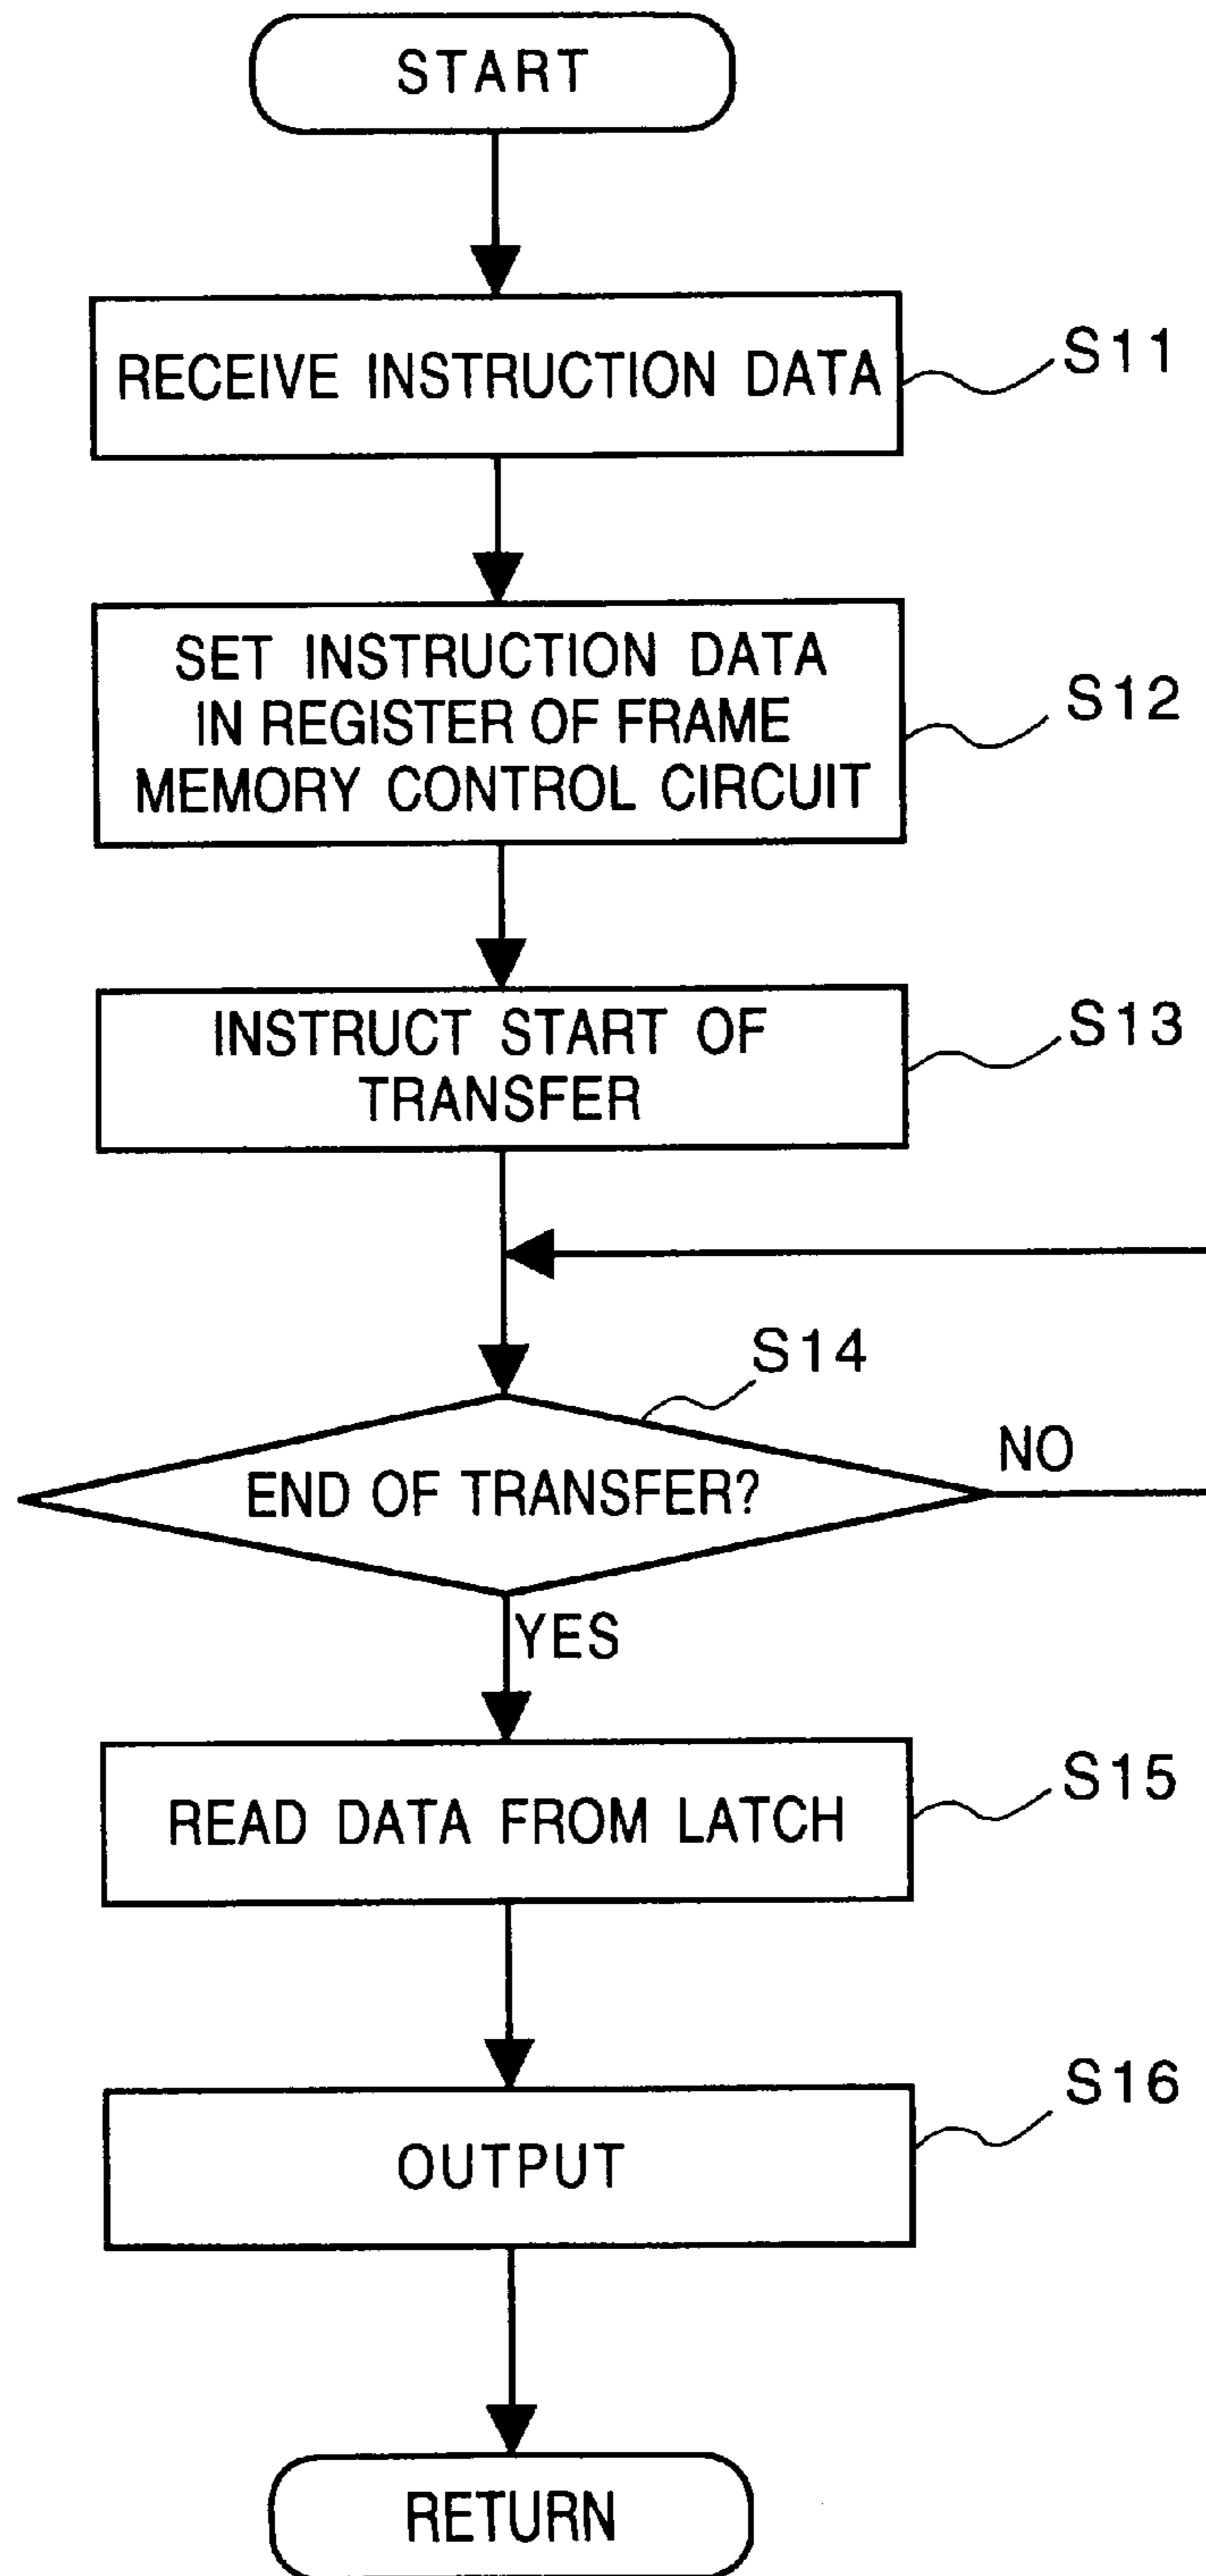 START
RECEIVE INSTRUCTION DATA
S11
SET INSTRUCTION DATA
IN REGISTER OF FRAME
MEMORY CONTROL CIRCUIT
S12
INSTRUCT START OF
TRANSFER
S13
S14
END OF TRANSFER?
NO
YES
READ DATA FROM LATCH
S15
OUTPUT
S16
RETURN